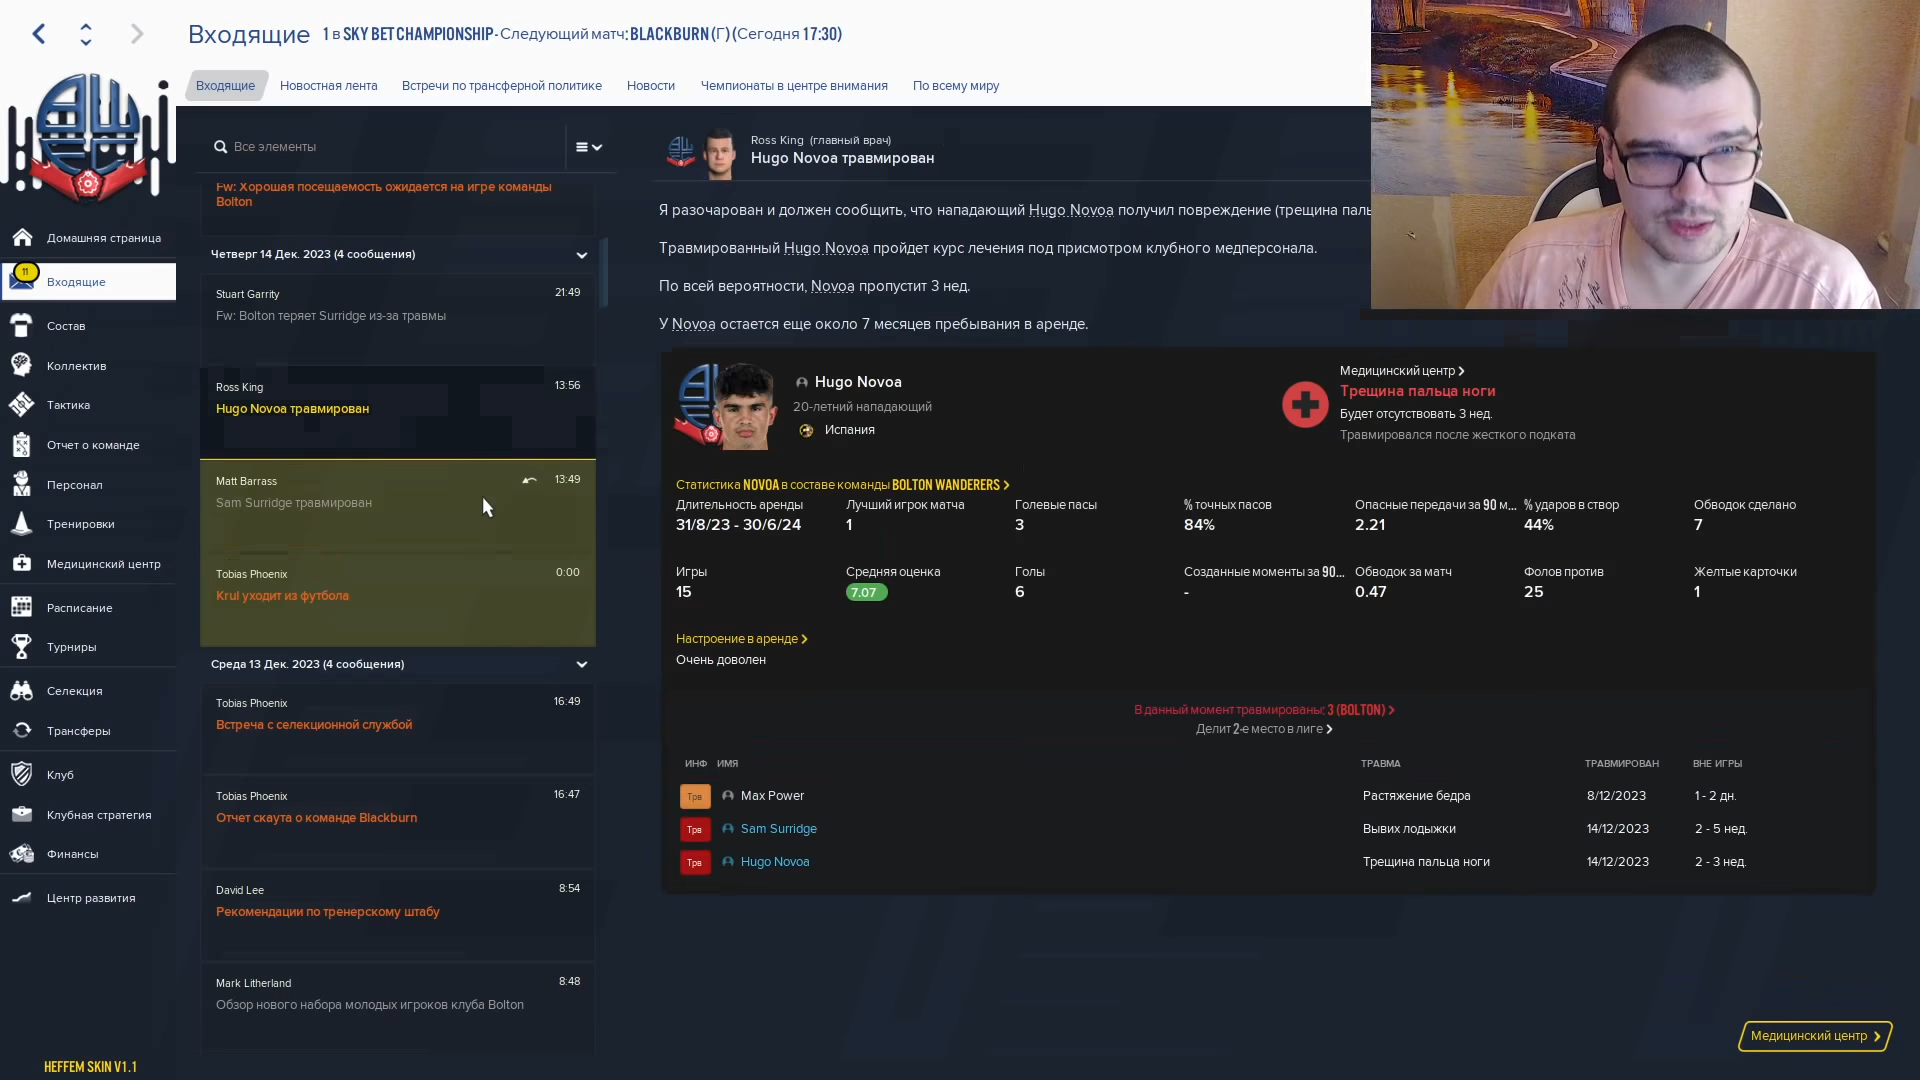 Входящие
1 в SKY BET CHAMPIONSHIP - Следующий матч: BLACKBURN (Г) (Сегодня 17:30)
Входящие
Новостная лента
Встречи по трансферной политике
Новости
Чемпионаты в центре внимания
По всему миру
11
Домашняя страница
Входящие
Состав
Коллектив
Тактика
Отчет о команде
Персонал
Тренировки
Медицинский центр
Расписание
Турниры
Селекция
Трансферы
Клуб
Клубная стратегия
Финансы
Центр развития
HEFFEM SKIN V1.1
Все элементы
Fw: Хорошая посещаемость ожидается на игре команды
Bolton
Четверг 14 Дек. 2023 (4 сообщения)
Stuart Garrity 21:49
Fw: Bolton теряет Surridge из-за травмы
Ross King 13:56
Hugo Novoa травмирован
Matt Barrass 13:49
Sam Surridge травмирован
Tobias Phoenix 0:00
Krul уходит из футбола
Среда 13 Дек. 2023 (4 сообщения)
Tobias Phoenix 16:49
Встреча с селекционной службой
Tobias Phoenix 16:47
Отчет скаута о команде Blackburn
David Lee 8:54
Рекомендации по тренерскому штабу
Mark Litherland 8:48
Обзор нового набора молодых игроков клуба Bolton
Ross King (главный врач)
Hugo Novoa травмирован
Я разочарован и должен сообщить, что нападающий Hugo Novoa получил повреждение (трещина паль
Травмированный Hugo Novoa пройдет курс лечения под присмотром клубного медперсонала.
По всей вероятности, Novoa пропустит 3 нед.
У Novoa остается еще около 7 месяцев пребывания в аренде.
Hugo Novoa
20-летний нападающий
Испания
Медицинский центр
Трещина пальца ноги
Будет отсутствовать 3 нед.
Травмировался после жесткого подката
Статистика NOVOA в составе команды BOLTON WANDERERS
Длительность аренды Лучший игрок матча Голевые пасы % точных пасов Опасные передачи за 90 м... % ударов в створ Обводок сделано
31/8/23 - 30/6/24 1 3 84% 2.21 44% 7
Игры Средняя оценка Голы Созданные моменты за 90... Обводок за матч Фолов против Желтые карточки
15 7.07 6 - 0.47 25 1
Настроение в аренде
Очень доволен
В данный момент травмированы: 3 (BOLTON)
Делит 2-е место в лиге
ИНФ ИМЯ ТРАВМА ТРАВМИРОВАН ВНЕ ИГРЫ
Трв Max Power Растяжение бедра 8/12/2023 1 - 2 дн.
Трв Sam Surridge Вывих лодыжки 14/12/2023 2 - 5 нед.
Трв Hugo Novoa Трещина пальца ноги 14/12/2023 2 - 3 нед.
Медицинский центр